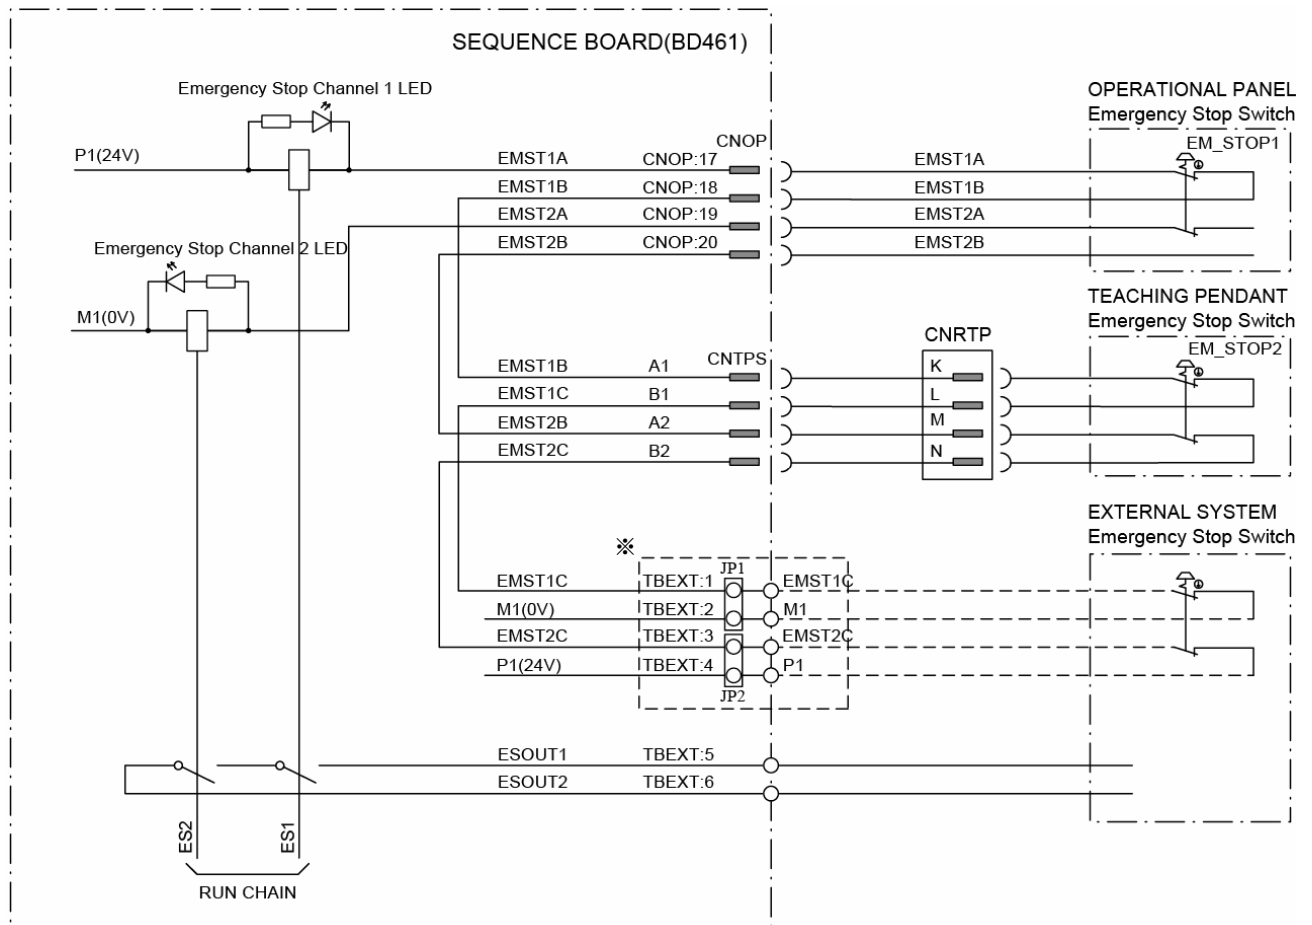 SEQUENCE BOARD(BD461)
Emergency Stop Channel 1 LED
OPERATIONAL PANEL
Emergency Stop Switch
CNOP
EM_STOP1
P1(24V)
EMST1A CNOP:17 EMST1A
EMST1B CNOP:18 EMST1B
EMST2A CNOP:19 EMST2A
EMST2B CNOP:20 EMST2B
Emergency Stop Channel 2 LED
TEACHING PENDANT
Emergency Stop Switch
M1(0V)
CNRTP
EM_STOP2
CNTPS
EMST1B A1 K
EMST1C B1 L
EMST2B A2 M
EMST2C B2 N
EXTERNAL SYSTEM
Emergency Stop Switch
※
JP1
EMST1C TBEXT:1 EMST1C
M1(0V) TBEXT:2 M1
EMST2C TBEXT:3 EMST2C
P1(24V) TBEXT:4 P1
JP2
ESOUT1 TBEXT:5
ESOUT2 TBEXT:6
ES2 ES1
RUN CHAIN